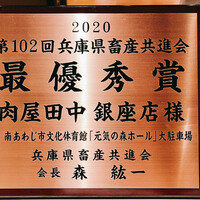 2020
第102回兵庫県畜産共進会
最優秀賞
肉屋田中 銀座店 様
南あわじ市文化体育館「元気の森ホール」大駐車場
兵庫県畜産共進会
会長 森 紘一